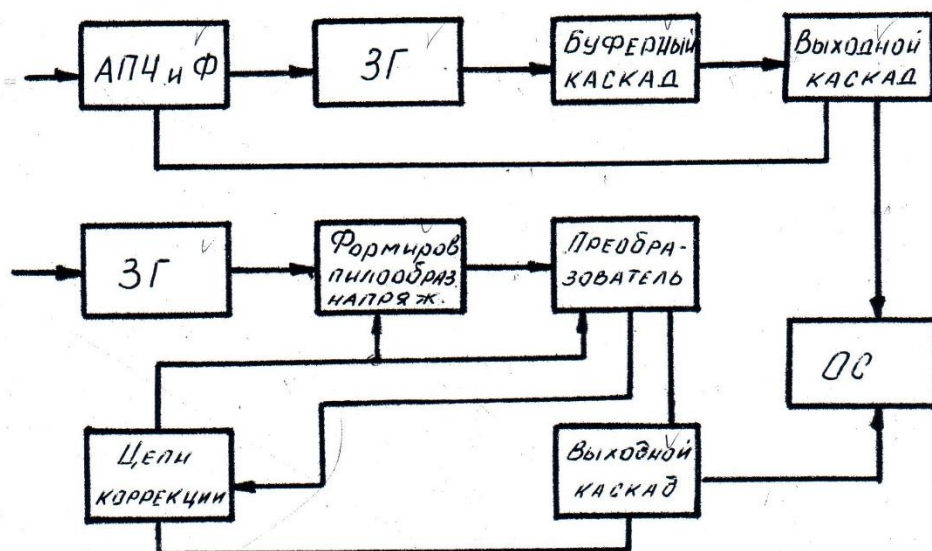 АПЧ и Ф
ЗГ
БУФЕРНЫЙ
КАСКАД
ВЫХОДНОЙ
КАСКАД
ЗГ
ФОРМИРОВ
ПИЛООБРАЗ
НАПРЯЖ.
ПРЕОБРА-
ЗОВАТЕЛЬ
ОС
ЦЕПИ
КОРРЕКЦИИ
ВЫХОДНОЙ
КАСКАД